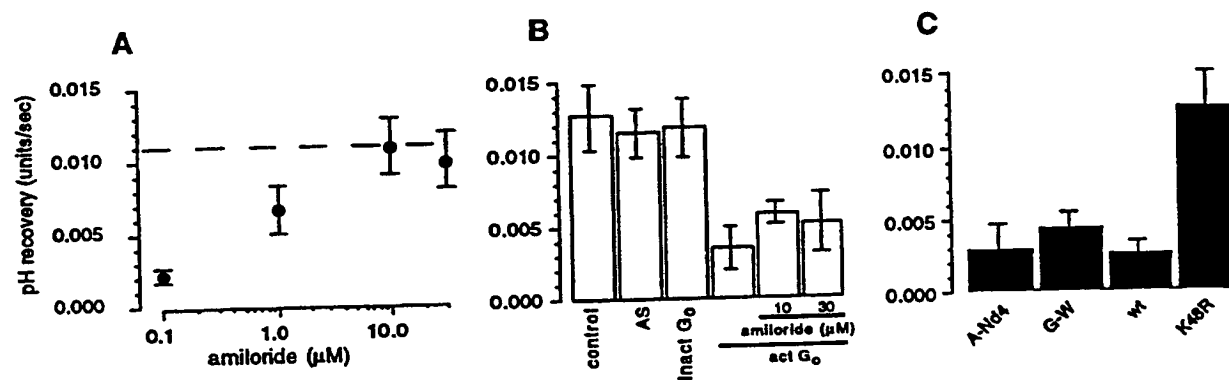 A
pH recovery (units/sec)
0.015
0.010
0.005
0.000
0.1
1.0
10.0
amiloride (µM)
B
0.015
0.010
0.005
0.000
control
AS
Inact Go
10
30
amiloride (µM)
act Go
C
0.015
0.010
0.005
0.000
A-Nd4
G-W
wt
K48R